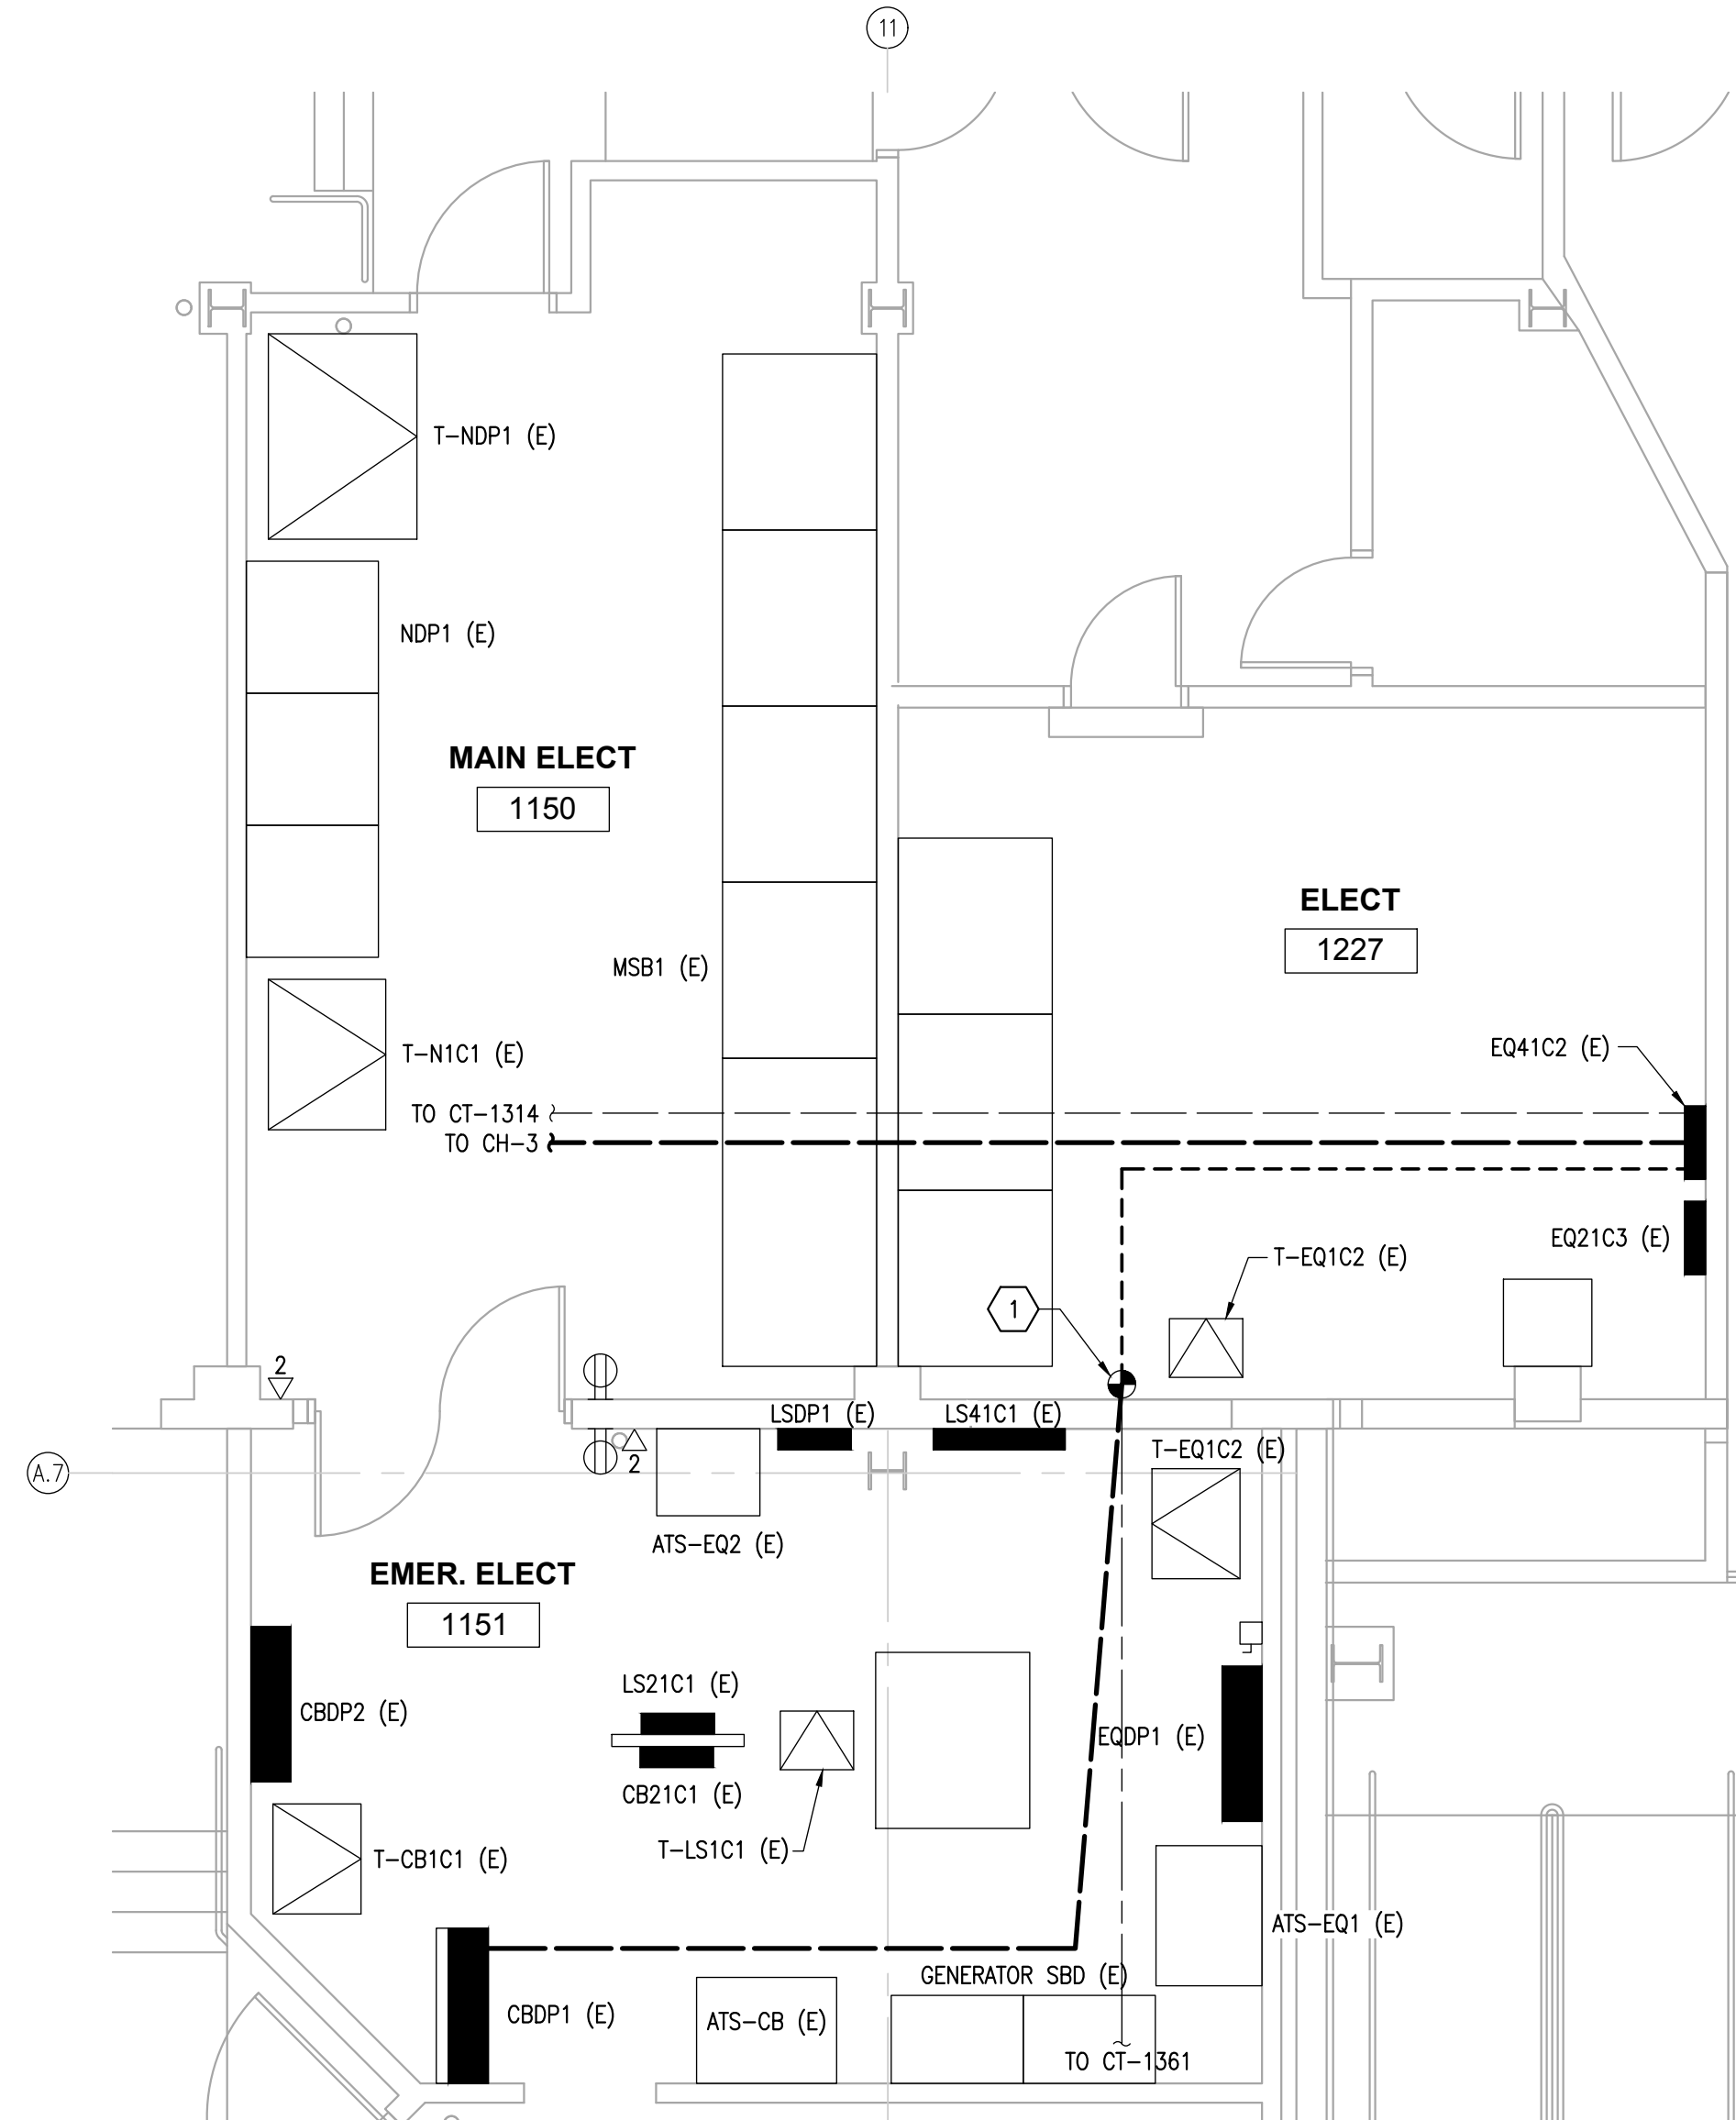 11
T-NDP1 (E)
NDP1 (E)
MAIN ELECT
1150
ELECT
1227
MSB1 (E)
EQ41C2 (E)
T-N1C1 (E)
TO CT-1314
TO CH-3
EQ21C3 (E)
T-EQ1C2 (E)
1
2
LSDP1 (E)
LS41C1 (E)
T-EQ1C2 (E)
2
A.7
ATS-EQ2 (E)
EMER. ELECT
1151
LS21C1 (E)
CBDP2 (E)
EQDP1 (E)
CB21C1 (E)
T-LS1C1 (E)
T-CB1C1 (E)
ATS-EQ1 (E)
GENERATOR SBD (E)
CBDP1 (E)
ATS-CB (E)
TO CT-1361